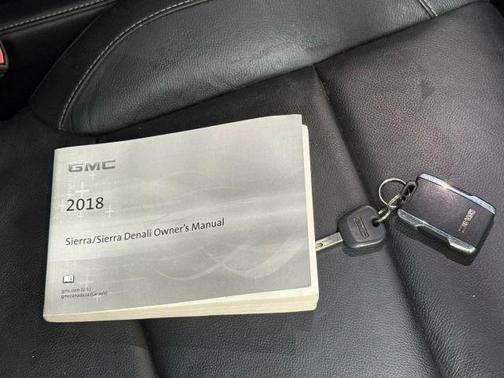 GMC
2018
Sierra/Sierra Denali Owner's Manual
gmc.com (U.S.)
gmccanada.ca (Canada)